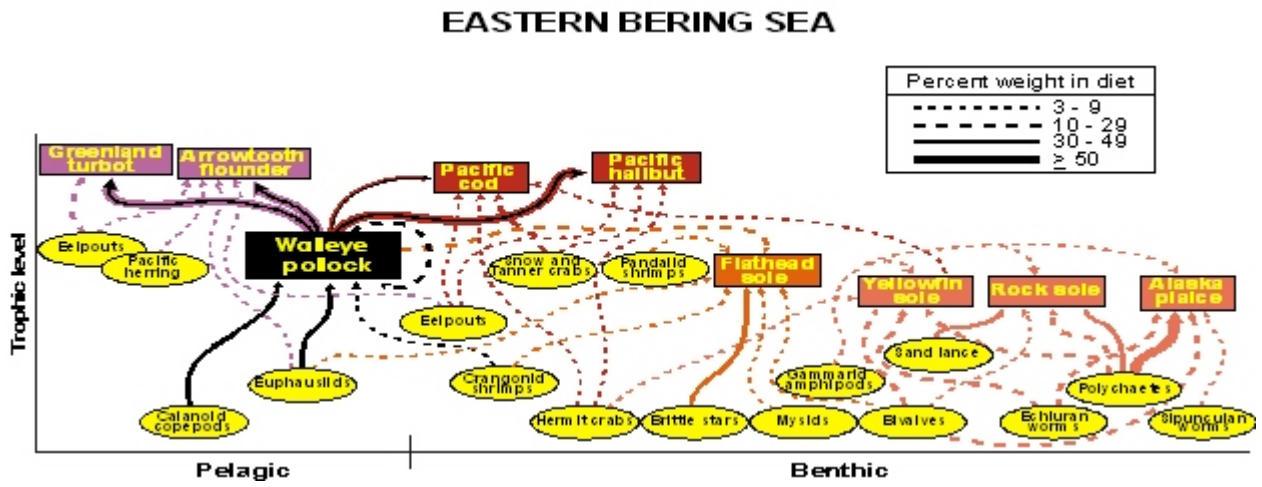 EASTERN BERING SEA
Percent weight in diet
3 - 9
10 - 29
30 - 49
≥ 50
Greenland
turbot
Arrowtooth
flounder
Pacific
cod
Pacific
halibut
Eelpouts
Pacific
herring
Walleye
pollock
Snow and
Tanner crabs
Pandalid
shrimps
Flathead
sole
Yellowfin
sole
Rock sole
Alaska
plaice
Eelpouts
Sand lance
Euphausiids
Crangonid
shrimps
Gammarid
amphipods
Polychaetes
Calanoid
copepods
Hermit crabs
Brittle stars
Mysids
Bivalves
Echiuran
worms
Sipunculan
worms
Trophic level
Pelagic
Benthic